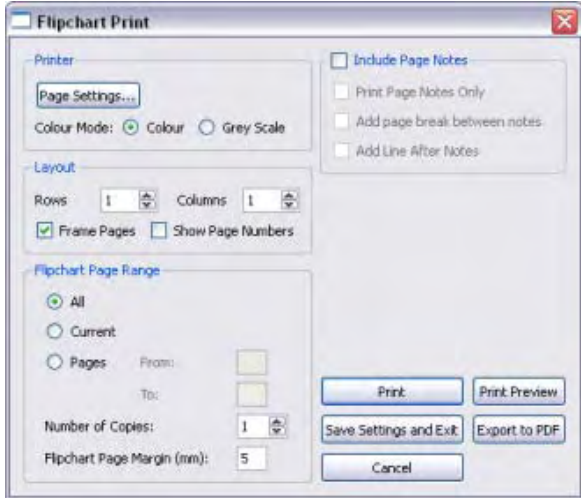 Flipchart Print
Printer
Page Settings...
Colour Mode: Colour Grey Scale
Layout
Rows 1 Columns 1
Frame Pages Show Page Numbers
Flipchart Page Range
All
Current
Pages From:
To:
Number of Copies: 1
Flipchart Page Margin (mm): 5
Include Page Notes
Print Page Notes Only
Add page break between notes
Add Line After Notes
Print Print Preview
Save Settings and Exit Export to PDF
Cancel